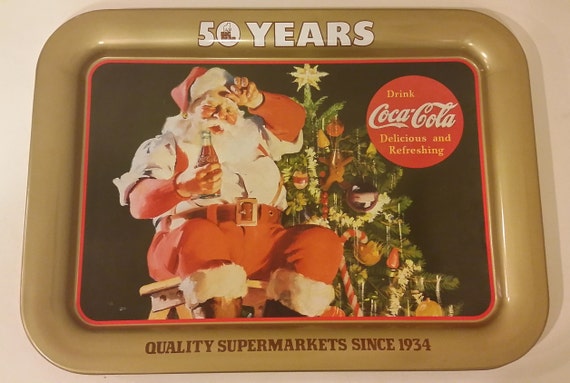 50 YEARS
Drink
Coca-Cola
Delicious and
Refreshing
QUALITY SUPERMARKETS SINCE 1934